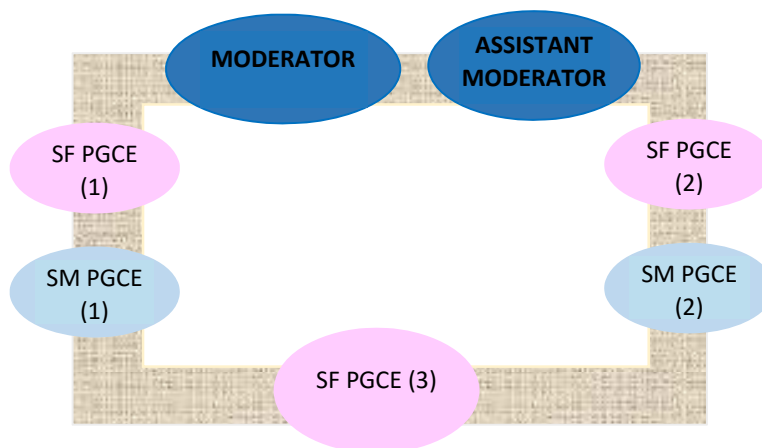 MODERATOR
ASSISTANT
MODERATOR
SF PGCE
(1)
SF PGCE
(2)
SM PGCE
(1)
SM PGCE
(2)
SF PGCE (3)